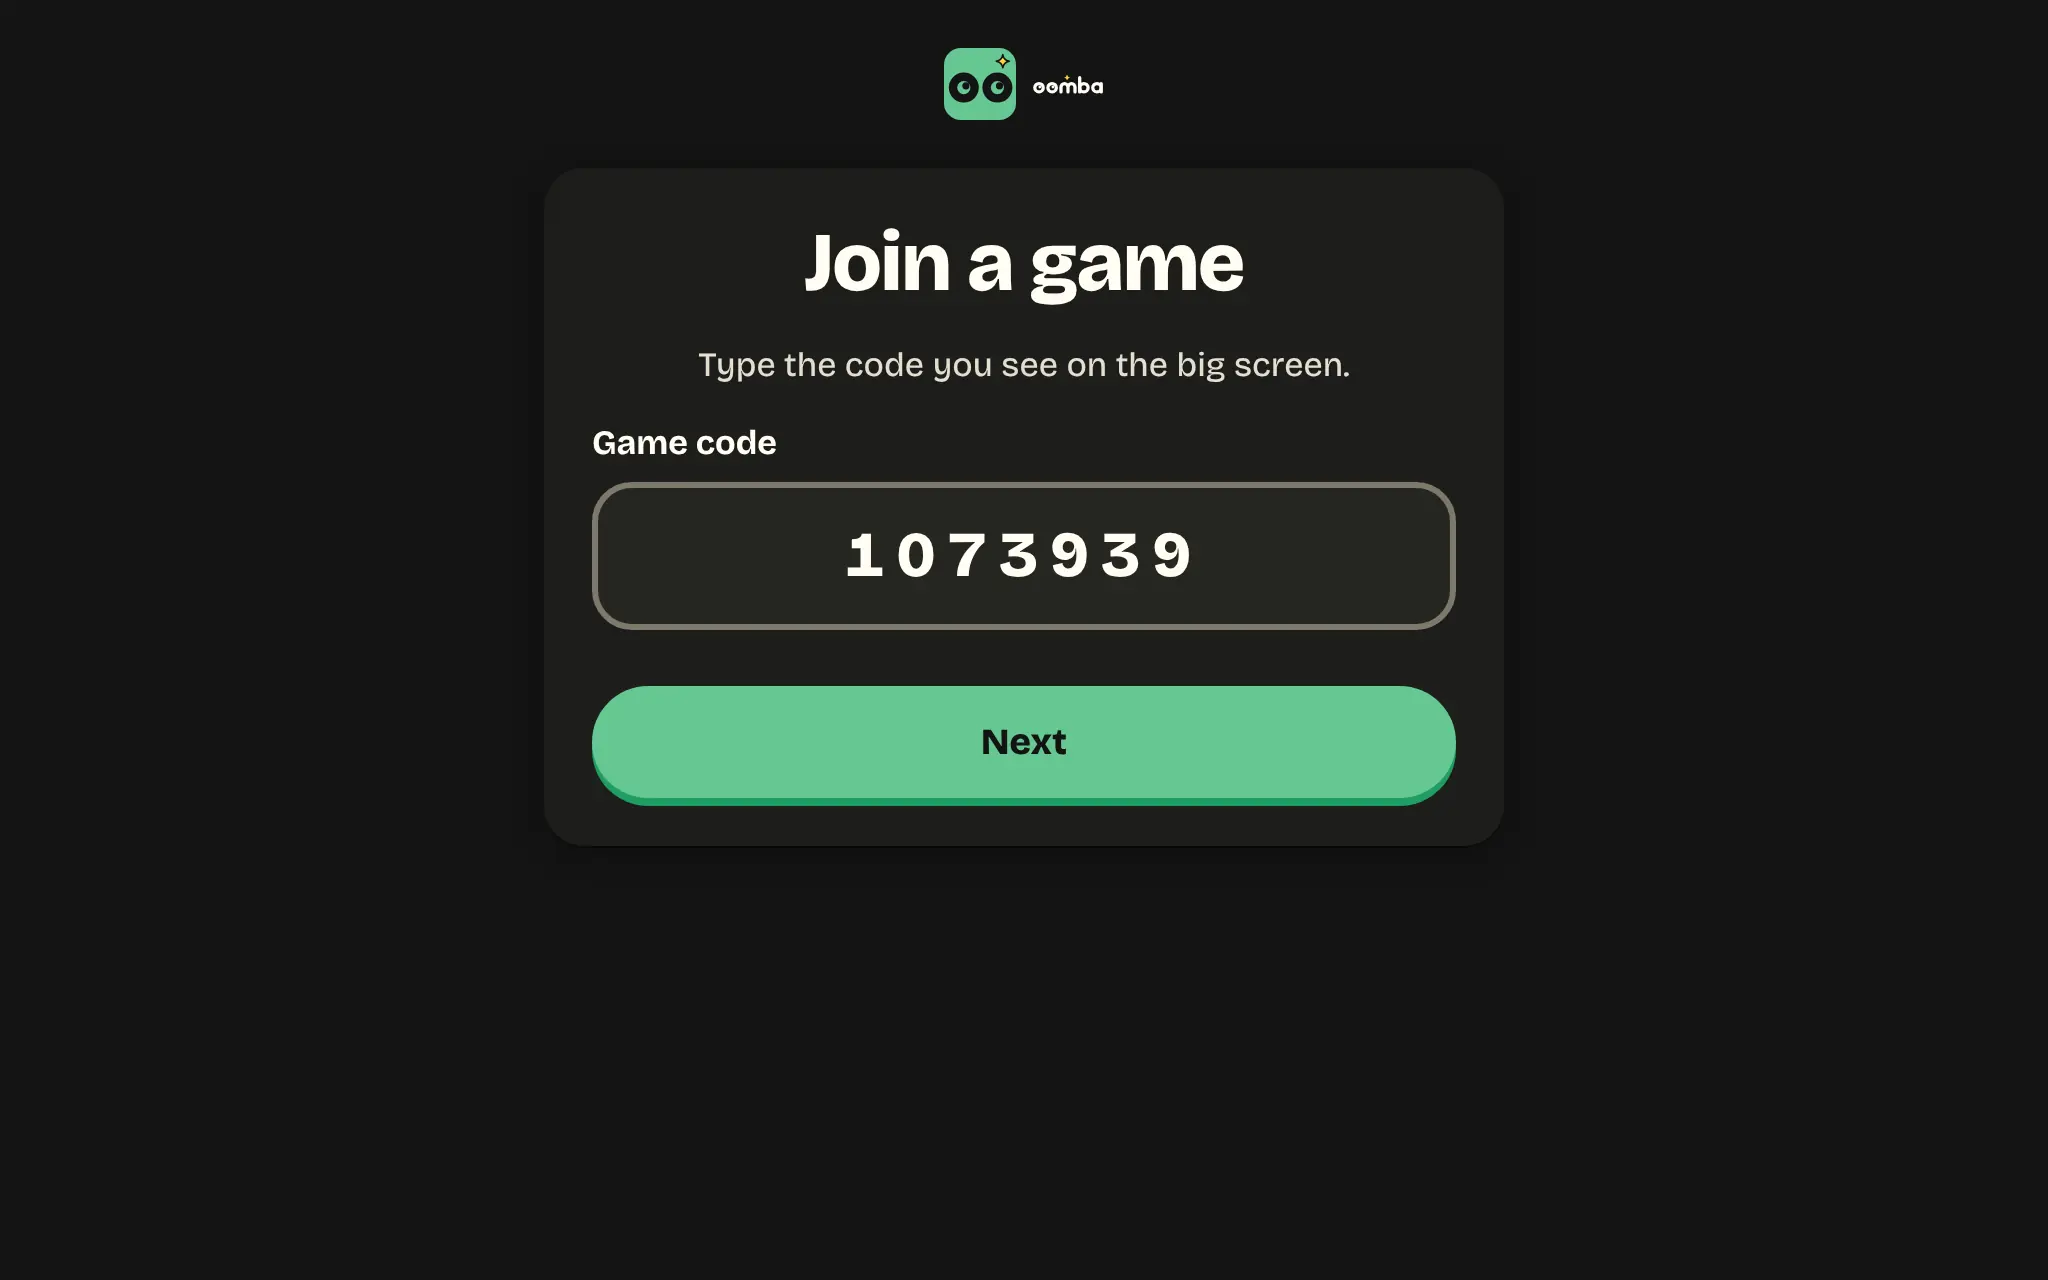 oomba
Join a game
Type the code you see on the big screen.
Game code
1073939
Next